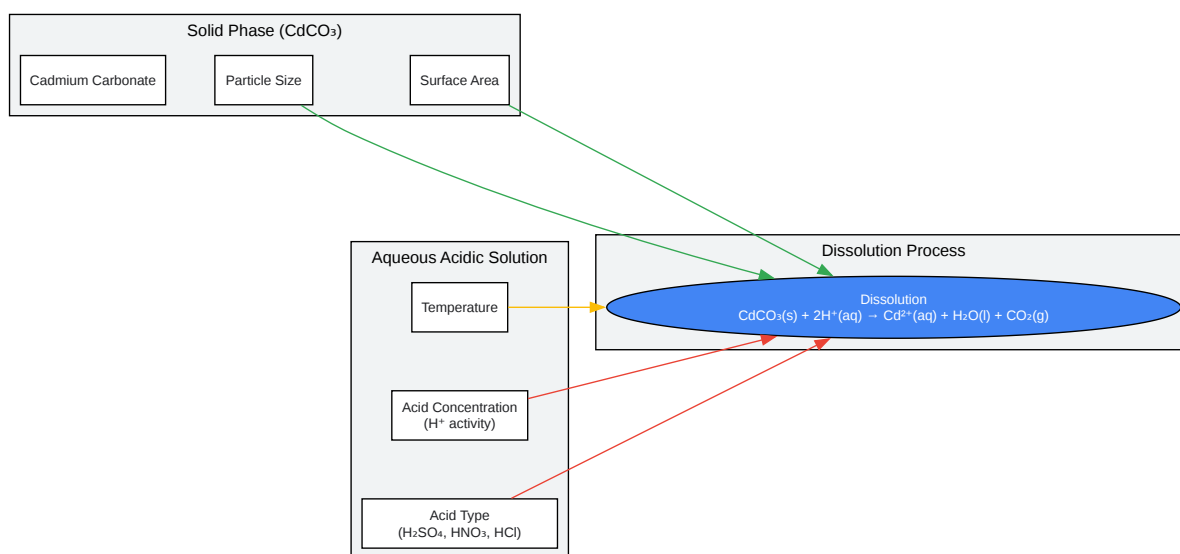 Solid Phase (CdCO₃)
Cadmium Carbonate
Particle Size
Surface Area
Aqueous Acidic Solution
Temperature
Acid Concentration
(H⁺ activity)
Acid Type
(H₂SO₄, HNO₃, HCl)
Dissolution Process
Dissolution
CdCO₃(s) + 2H⁺(aq) → Cd²⁺(aq) + H₂O(l) + CO₂(g)